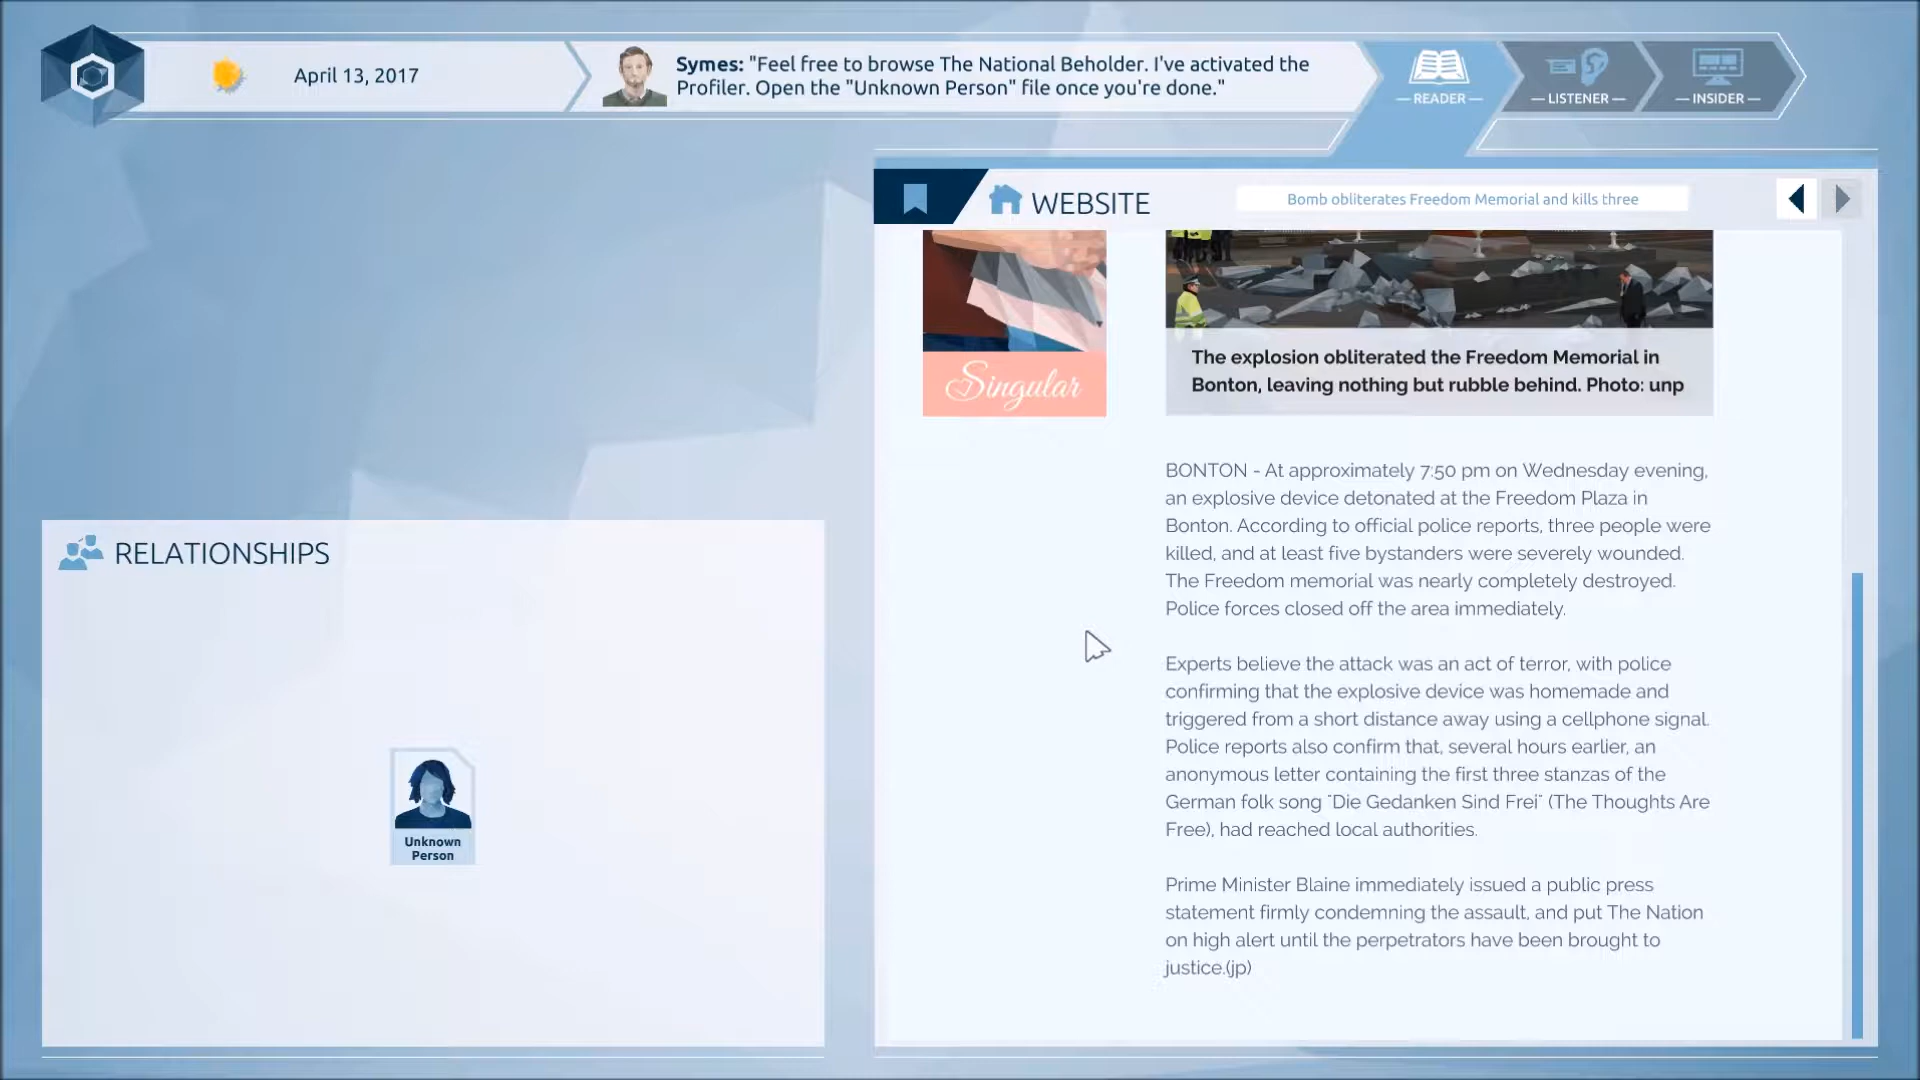 April 13, 2017
Symes: "Feel free to browse The National Beholder. I've activated the
Profiler. Open the "Unknown Person" file once you're done."
READER
LISTENER
INSIDER
WEBSITE
Bomb obliterates Freedom Memorial and kills three
Singular
The explosion obliterated the Freedom Memorial in
Bonton, leaving nothing but rubble behind. Photo: unp
BONTON - At approximately 7:50 pm on Wednesday evening,
an explosive device detonated at the Freedom Plaza in
Bonton. According to official police reports, three people were
killed, and at least five bystanders were severely wounded.
The Freedom memorial was nearly completely destroyed.
Police forces closed off the area immediately.
Experts believe the attack was an act of terror, with police
confirming that the explosive device was homemade and
triggered from a short distance away using a cellphone signal.
Police reports also confirm that, several hours earlier, an
anonymous letter containing the first three stanzas of the
German folk song "Die Gedanken Sind Frei" (The Thoughts Are
Free), had reached local authorities.
Prime Minister Blaine immediately issued a public press
statement firmly condemning the assault, and put The Nation
on high alert until the perpetrators have been brought to
justice.(jp)
RELATIONSHIPS
Unknown
Person